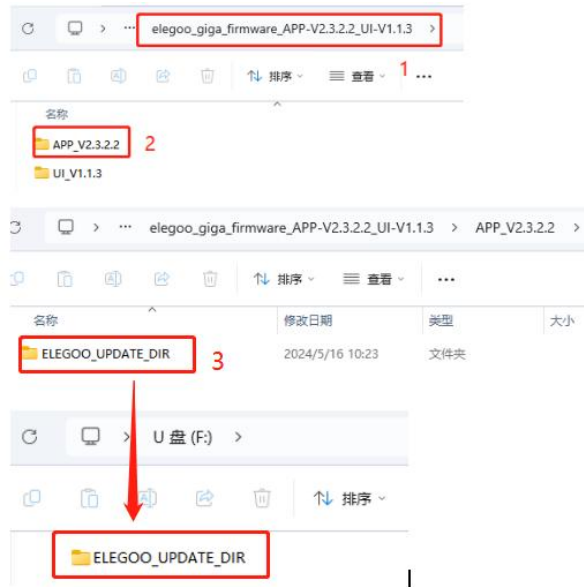 … elegoo_giga_firmware_APP-V2.3.2.2_UI-V1.1.3 >
排序 查看 1 ...
名称
APP_V2.3.2.2 2
UI_V1.1.3
> … elegoo_giga_firmware_APP-V2.3.2.2_UI-V1.1.3 > APP_V2.3.2.2 >
排序 查看 ...
名称 修改日期 类型 大小
ELEGOO_UPDATE_DIR 3 2024/5/16 10:23 文件夹
> U 盘 (F:) >
排序
ELEGOO_UPDATE_DIR